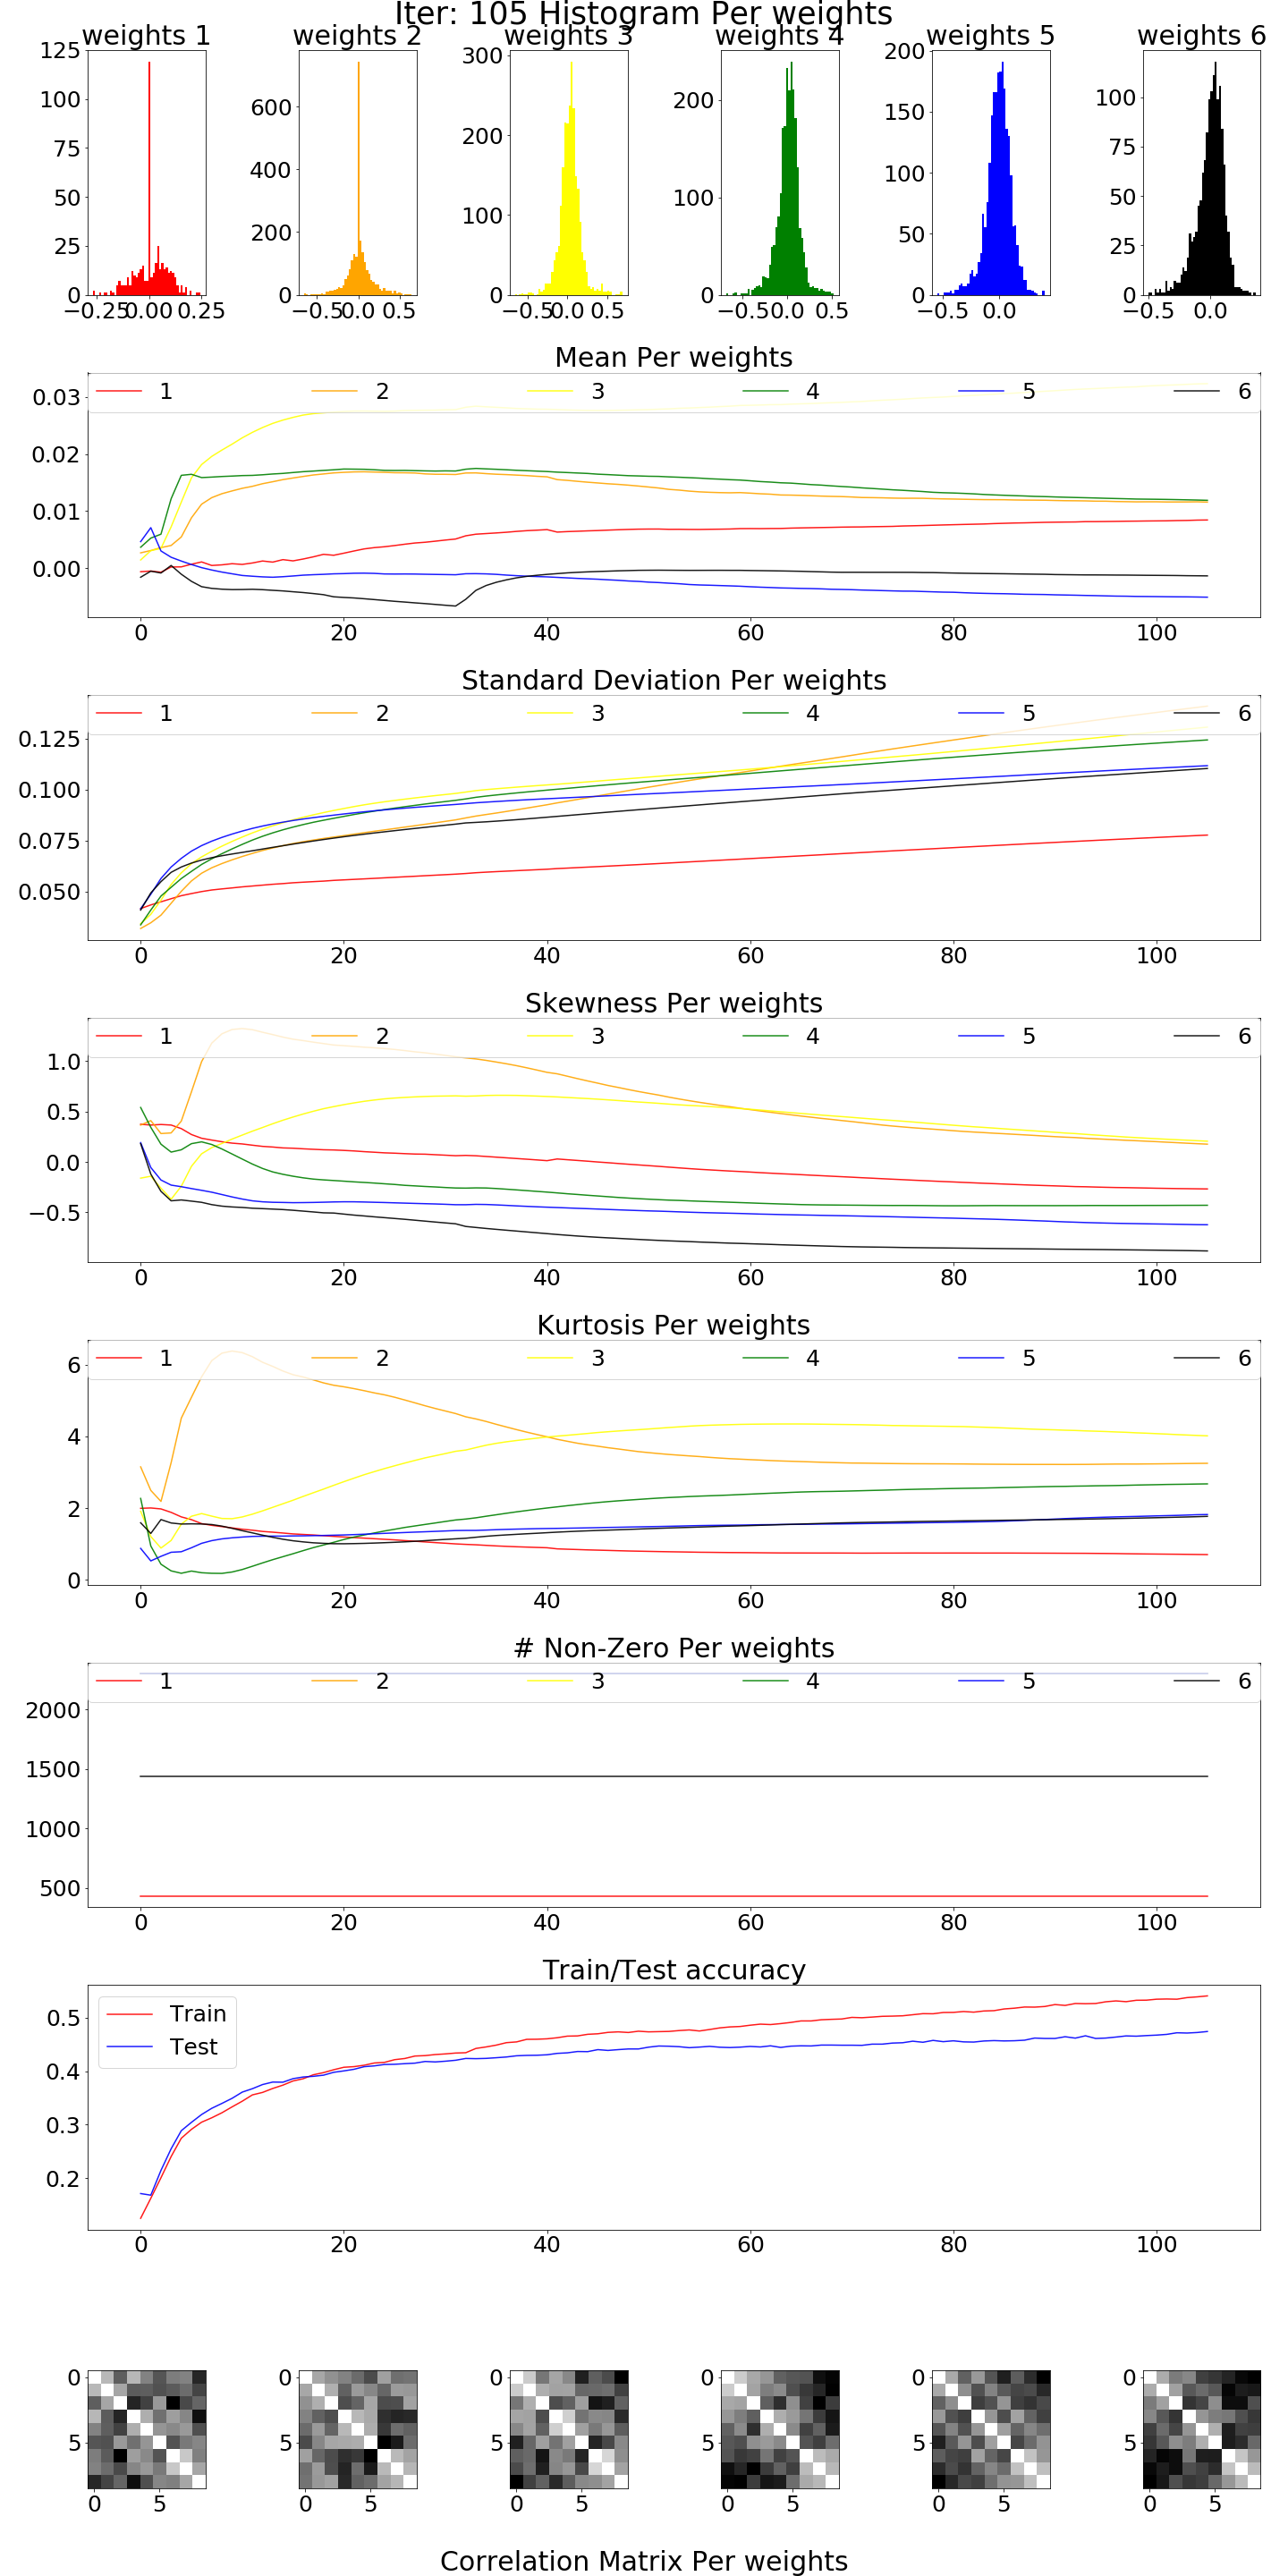 Iter: 105 Histogram Per weights
weights 1 weights 2 weights 3 weights 4 weights 5 weights 6
125
100
75
50
25
0
−0.25 0.00 0.25
600
400
200
0
−0.5 0.0 0.5
300
200
100
0
−0.5 0.0 0.5
200
100
0
−0.5 0.0 0.5
200
150
100
50
0
−0.5 0.0
100
75
50
25
0
−0.5 0.0
Mean Per weights
1 2 3 4 5 6
0.03
0.02
0.01
0.00
0 20 40 60 80 100
Standard Deviation Per weights
1 2 3 4 5 6
0.125
0.100
0.075
0.050
0 20 40 60 80 100
Skewness Per weights
1 2 3 4 5 6
1.0
0.5
0.0
−0.5
0 20 40 60 80 100
Kurtosis Per weights
1 2 3 4 5 6
6
4
2
0
0 20 40 60 80 100
# Non-Zero Per weights
1 2 3 4 5 6
2000
1500
1000
500
0 20 40 60 80 100
Train/Test accuracy
Train
Test
0.5
0.4
0.3
0.2
0 20 40 60 80 100
0 0 0 0 0 0
5 5 5 5 5 5
0 5 0 5 0 5 0 5 0 5 0 5
Correlation Matrix Per weights